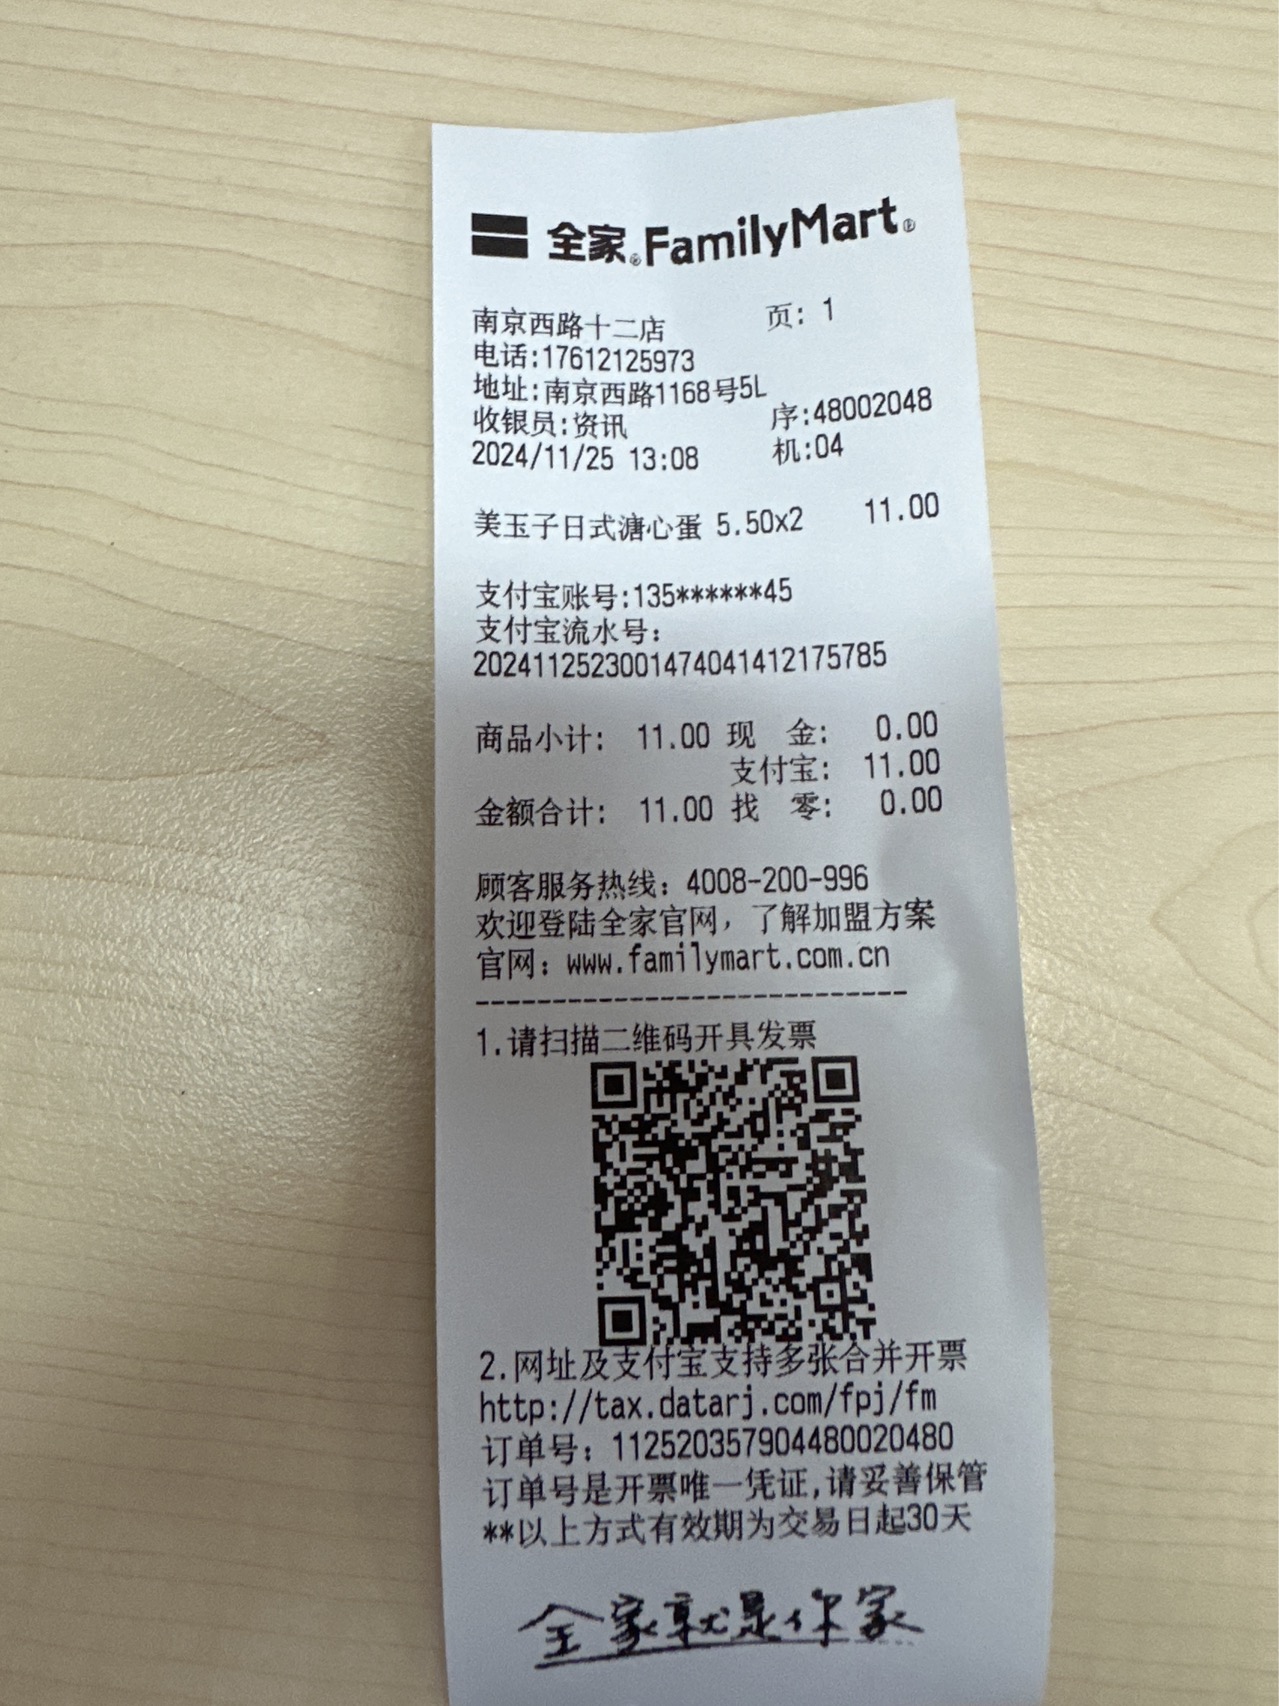 全家®FamilyMart®
南京西路十二店 页: 1
电话:17612125973
地址:南京西路1168号5L
收银员:资讯 序:48002048
2024/11/25 13:08 机:04
美玉子日式溏心蛋 5.50x2 11.00
支付宝账号:135******45
支付宝流水号:
2024112523001474041412175785
商品小计: 11.00 现 金: 0.00
支付宝: 11.00
金额合计: 11.00 找 零: 0.00
顾客服务热线: 4008-200-996
欢迎登陆全家官网, 了解加盟方案
官网: www.familymart.com.cn
----------------------------
1.请扫描二维码开具发票
2.网址及支付宝支持多张合并开票
http://tax.datarj.com/fpj/fm
订单号: 112520357904480020480
订单号是开票唯一凭证,请妥善保管
**以上方式有效期为交易日起30天
全家就是你家